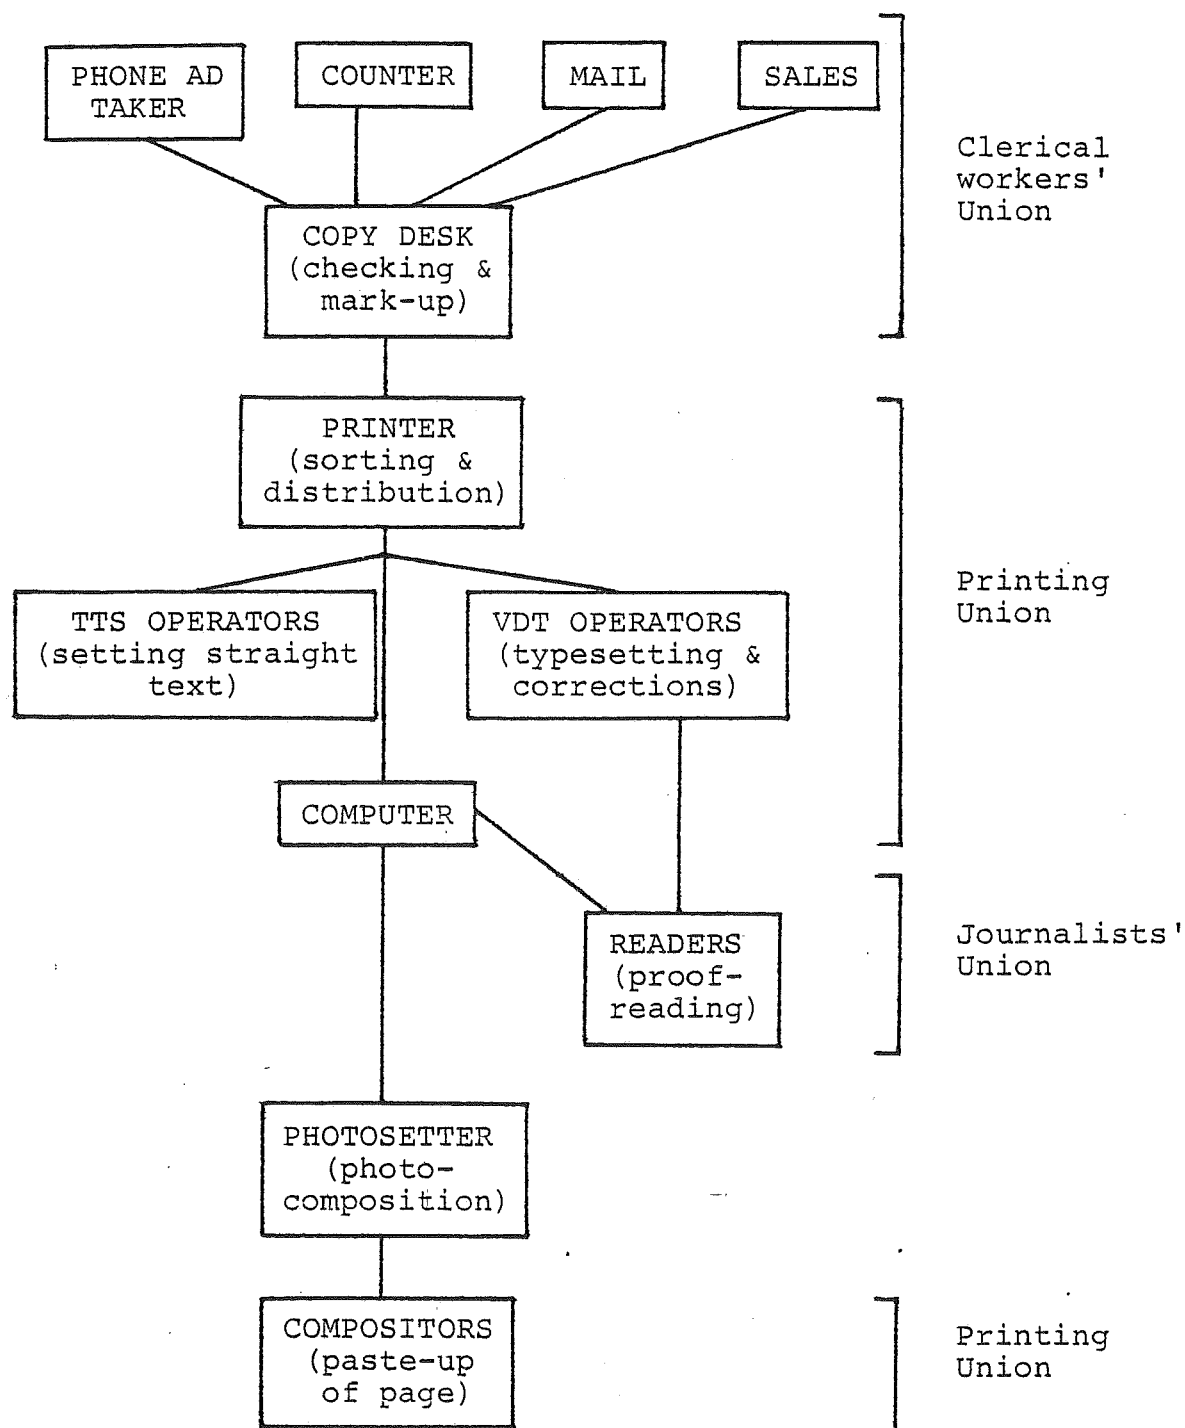 PHONE AD
TAKER
COUNTER
MAIL
SALES
Clerical
workers'
Union
COPY DESK
(checking &
mark-up)
PRINTER
(sorting &
distribution)
TTS OPERATORS
(setting straight
text)
VDT OPERATORS
(typesetting &
corrections)
Printing
Union
COMPUTER
READERS
(proof-
reading)
Journalists'
Union
PHOTOSETTER
(photo-
composition)
COMPOSITORS
(paste-up
of page)
Printing
Union